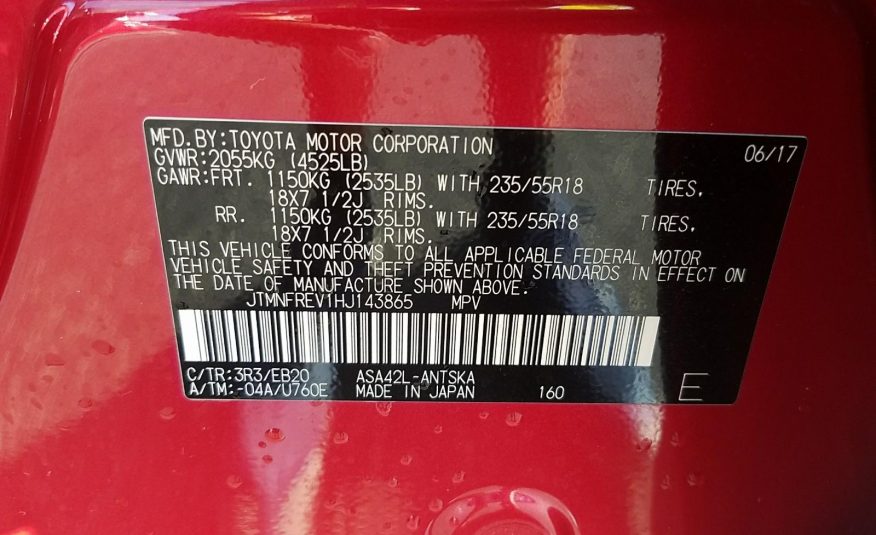 MFD.BY:TOYOTA MOTOR CORPORATION 06/17
GVWR:2055KG (4525LB)
GAWR:FRT. 1150KG (2535LB) WITH 235/55R18 TIRES.
18X7 1/2J RIMS.
RR. 1150KG (2535LB) WITH 235/55R18 TIRES.
18X7 1/2J RIMS.
THIS VEHICLE CONFORMS TO ALL APPLICABLE FEDERAL MOTOR
VEHICLE SAFETY AND THEFT PREVENTION STANDARDS IN EFFECT ON
THE DATE OF MANUFACTURE SHOWN ABOVE.
JTMNFREV1HJ143865 MPV
C/TR:3R3/EB20 ASA42L-ANTSKA
A/TM:-04A/U760E MADE IN JAPAN 160 E